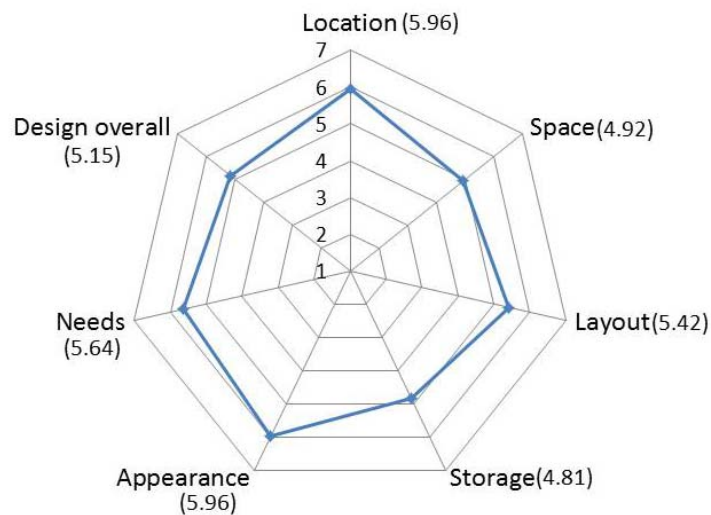 Location (5.96)
7
6
5
4
3
2
1
Space (4.92)
Layout (5.42)
Storage (4.81)
Appearance
(5.96)
Needs
(5.64)
Design overall
(5.15)